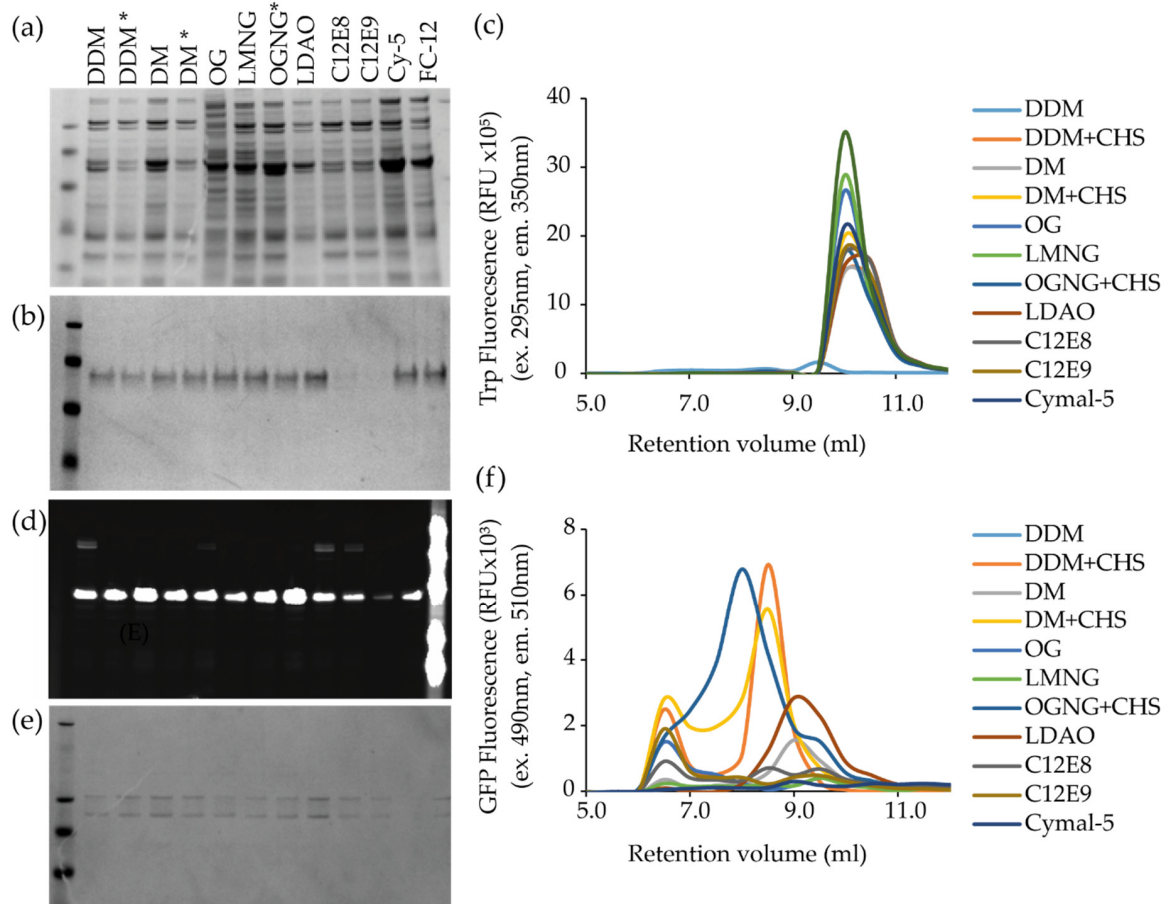 (a)
DDM
DDM *
DM
DM *
OG
LMNG
OGNG*
LDAO
C12E8
C12E9
Cy-5
FC-12
(b)
(c)
Trp Fluoresence (RFU x10⁵)
(ex. 295nm, em. 350nm)
40
30
20
10
0
5.0 7.0 9.0 11.0
Retention volume (ml)
DDM
DDM+CHS
DM
DM+CHS
OG
LMNG
OGNG+CHS
LDAO
C12E8
C12E9
Cymal-5
(d)
(E)
(e)
(f)
GFP Fluorescence (RFUx10³)
(ex. 490nm, em. 510nm)
8
6
4
2
0
5.0 7.0 9.0 11.0
Retention volume (ml)
DDM
DDM+CHS
DM
DM+CHS
OG
LMNG
OGNG+CHS
LDAO
C12E8
C12E9
Cymal-5